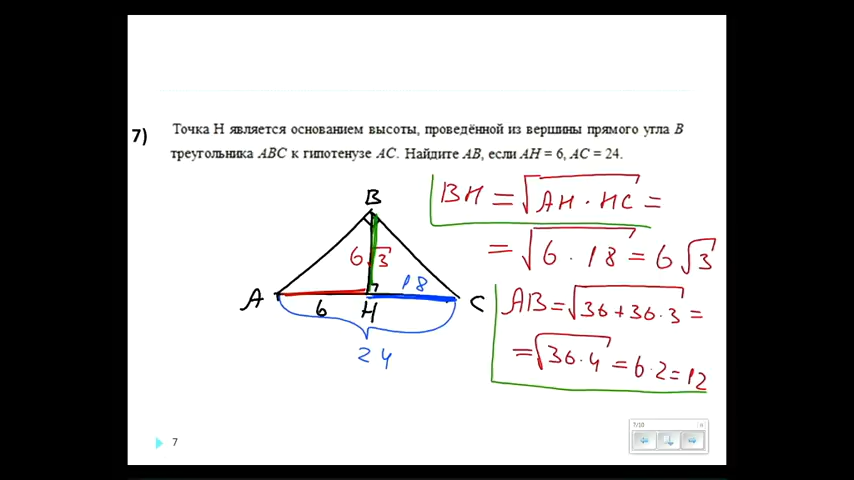 7) Точка H является основанием высоты, проведённой из вершины прямого угла B
треугольника ABC к гипотенузе AC. Найдите AB, если AH = 6, AC = 24.
B
BH = √AH · HC =
= √6 · 18 = 6√3
6√3
18
A
6
H
C
24
AB = √36 + 36 · 3 =
= √36 · 4 = 6 · 2 = 12
7
7/10